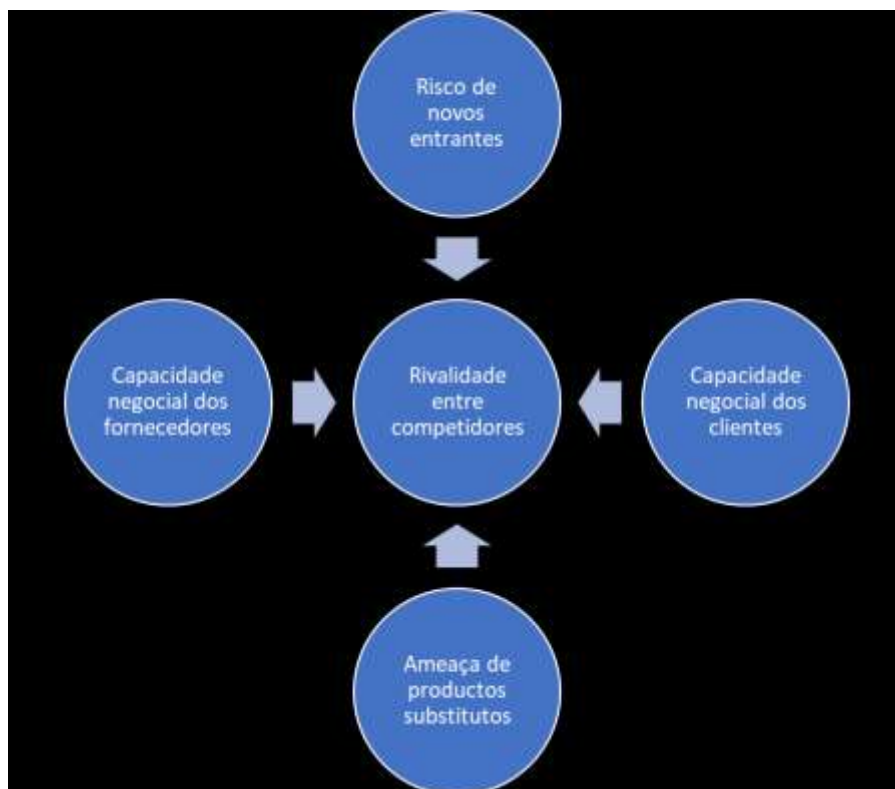 Risco de
novos
entrantes
Capacidade
negocial dos
fornecedores
Rivalidade
entre
competidores
Capacidade
negocial dos
clientes
Ameaça de
productos
substitutos